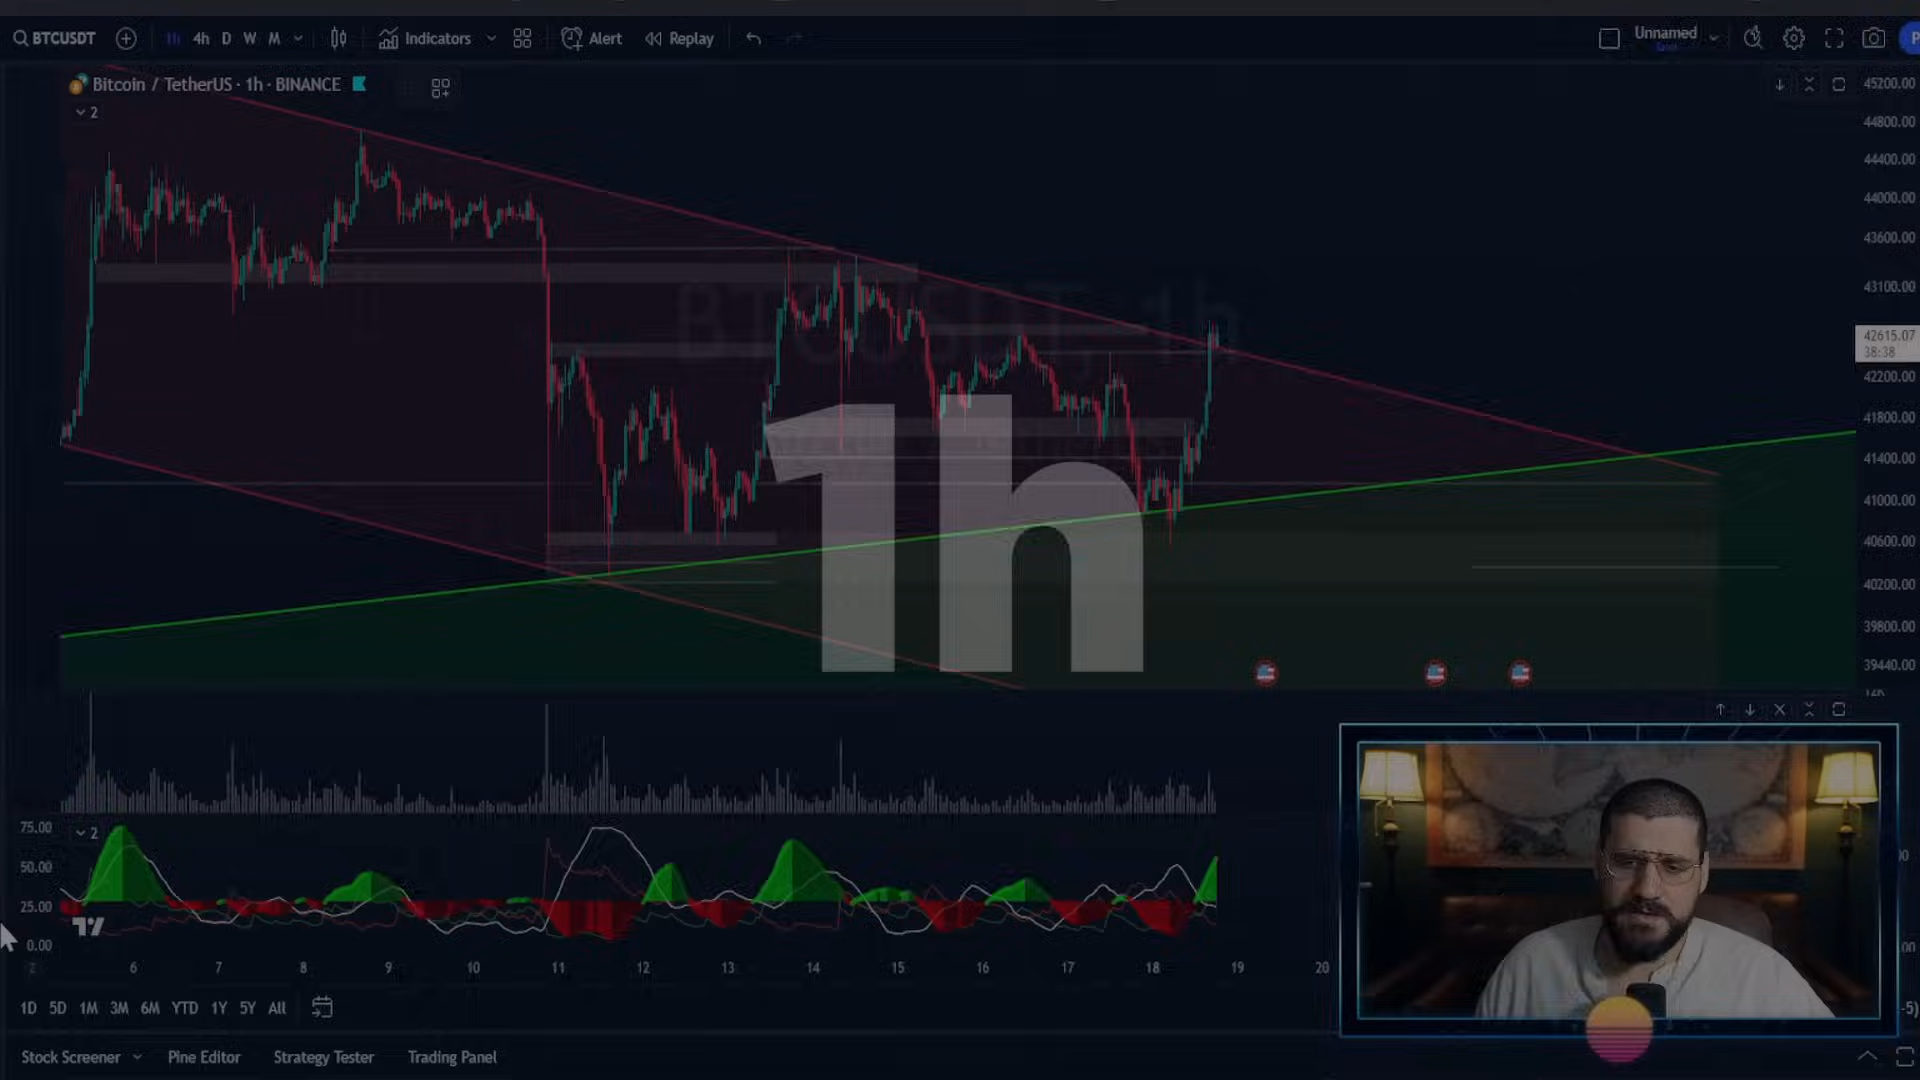 BTCUSDT
1h 4h D W M
Indicators
Alert
Replay
Unnamed
Bitcoin / TetherUS · 1h · BINANCE
2
45200.00
44800.00
44400.00
44000.00
43600.00
43100.00
42615.07
38:38
42200.00
41800.00
41400.00
41000.00
40600.00
40200.00
39800.00
39440.00
BTCUSDT, 1h
1h
75.00
50.00
25.00
0.00
2
6 7 8 9 10 11 12 13 14 15 16 17 18 19 20
1D 5D 1M 3M 6M YTD 1Y 5Y All
Stock Screener
Pine Editor
Strategy Tester
Trading Panel